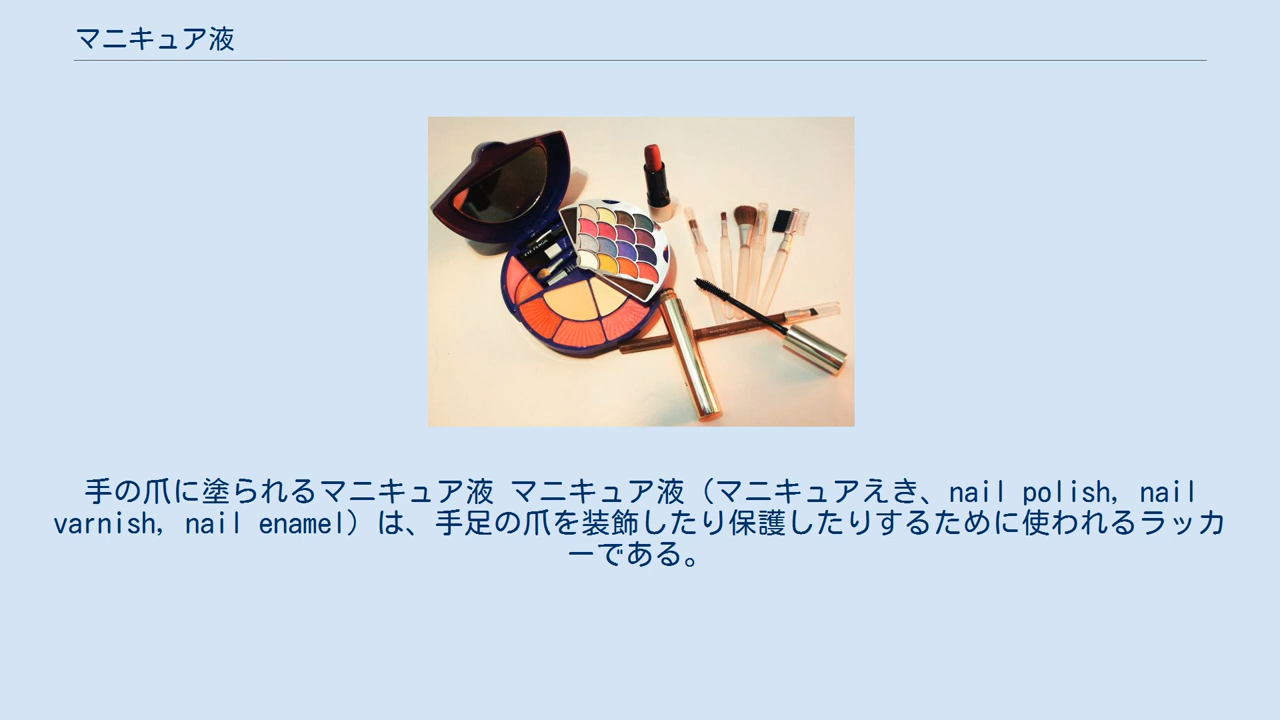 マニキュア液
EYE PENCIL
手の爪に塗られるマニキュア液 マニキュア液（マニキュアえき、nail polish, nail
varnish, nail enamel）は、手足の爪を装飾したり保護したりするために使われるラッカ
ーである。